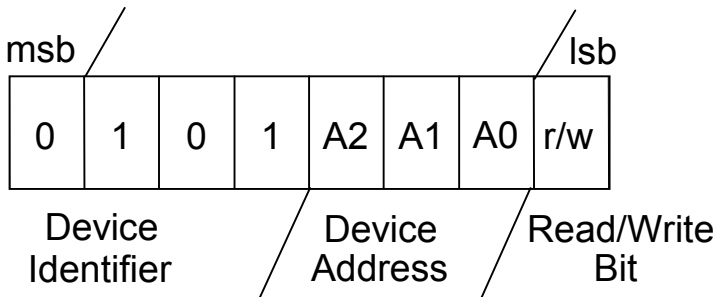 msb lsb
0 1 0 1 A2 A1 A0 r/w
Device Device Read/Write
Identifier Address Bit